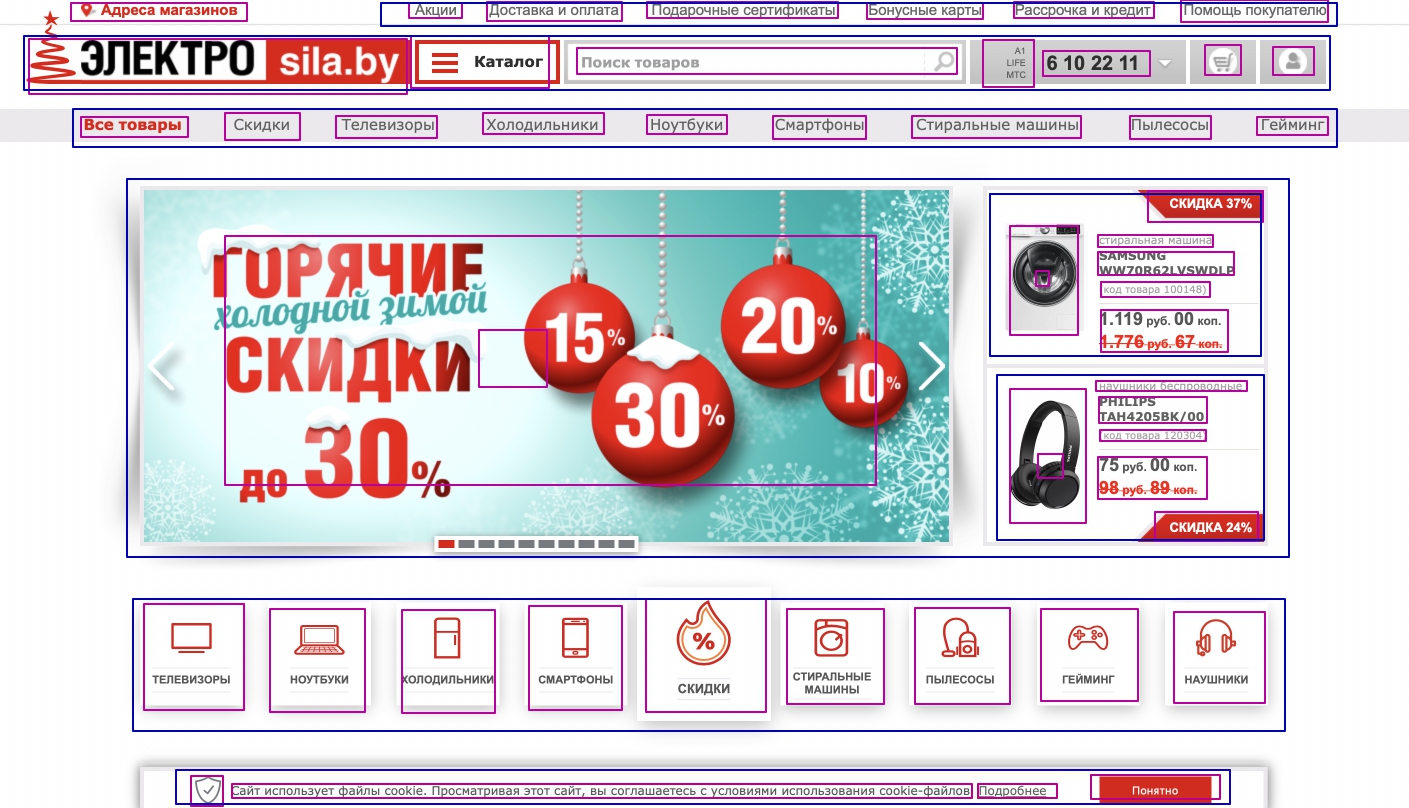 Адреса магазинов
Акции
Доставка и оплата
Подарочные сертификаты
Бонусные карты
Рассрочка и кредит
Помощь покупателю
ЭЛЕКТРО sila.by
Каталог
Поиск товаров
A1
LIFE
МТС
6 10 22 11
Все товары
Скидки
Телевизоры
Холодильники
Ноутбуки
Смартфоны
Стиральные машины
Пылесосы
Гейминг
ГОРЯЧИЕ
холодной зимой
СКИДКИ
до 30%
15%
30%
20%
10%
СКИДКА 37%
стиральная машина
SAMSUNG
WW70R62LVSWDLP
код товара 100148)
1.119 руб. 00 коп.
1.776 руб. 67 коп.
наушники беспроводные
PHILIPS
TAH4205BK/00
код товара 120304)
75 руб. 00 коп.
98 руб. 89 коп.
СКИДКА 24%
ТЕЛЕВИЗОРЫ
НОУТБУКИ
ХОЛОДИЛЬНИКИ
СМАРТФОНЫ
%
СКИДКИ
СТИРАЛЬНЫЕ
МАШИНЫ
ПЫЛЕСОСЫ
ГЕЙМИНГ
НАУШНИКИ
Сайт использует файлы cookie. Просматривая этот сайт, вы соглашаетесь с условиями использования cookie-файлов.
Подробнее
Понятно